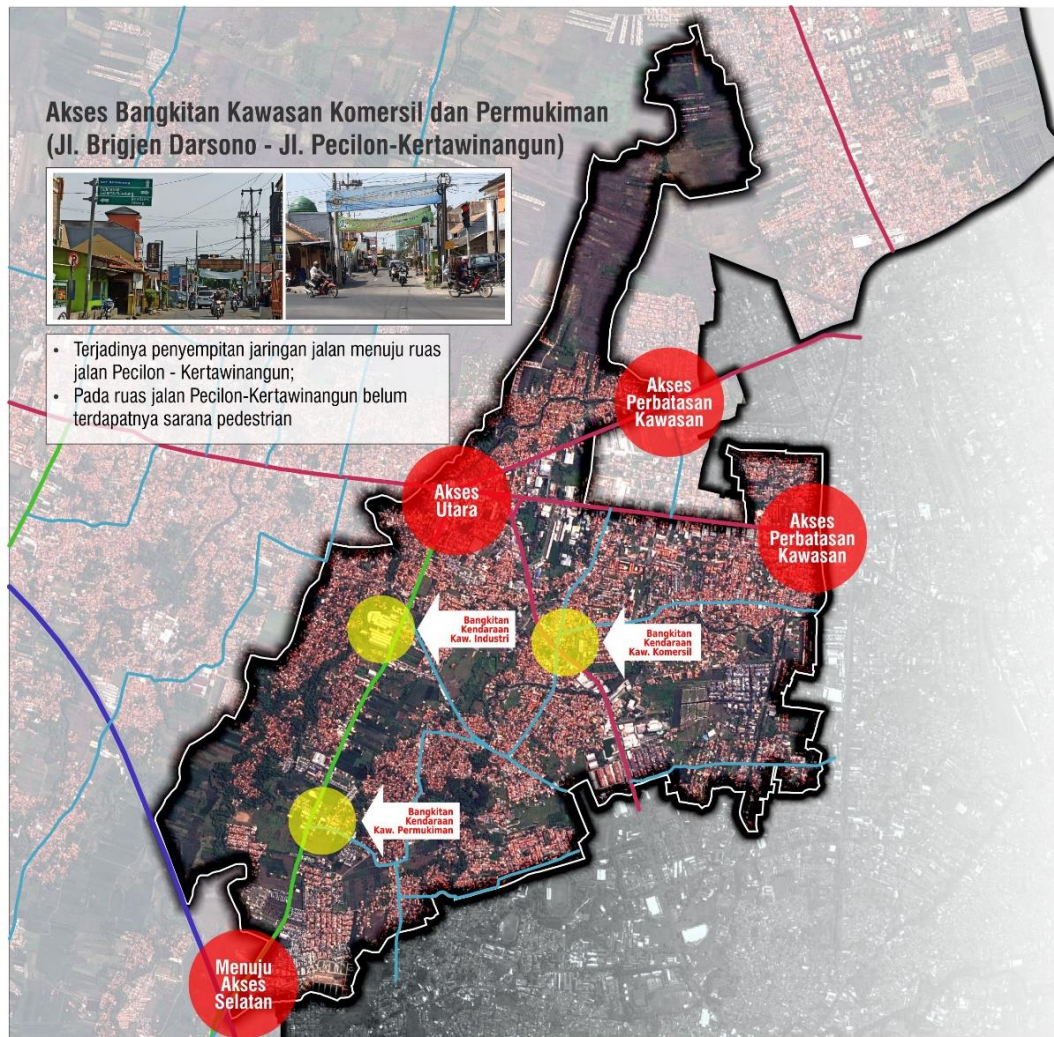 Akses Bangkitan Kawasan Komersil dan Permukiman
(Jl. Brigjen Darsono - Jl. Pecilon-Kertawinangun)
• Terjadinya penyempitan jaringan jalan menuju ruas
jalan Pecilon - Kertawinangun;
• Pada ruas jalan Pecilon-Kertawinangun belum
terdapatnya sarana pedestrian
Akses
Perbatasan
Kawasan
Akses
Utara
Akses
Perbatasan
Kawasan
Bangkitan
Kendaraan
Kaw. Industri
Bangkitan
Kendaraan
Kaw. Komersil
Bangkitan
Kendaraan
Kaw. Permukiman
Menuju
Akses
Selatan